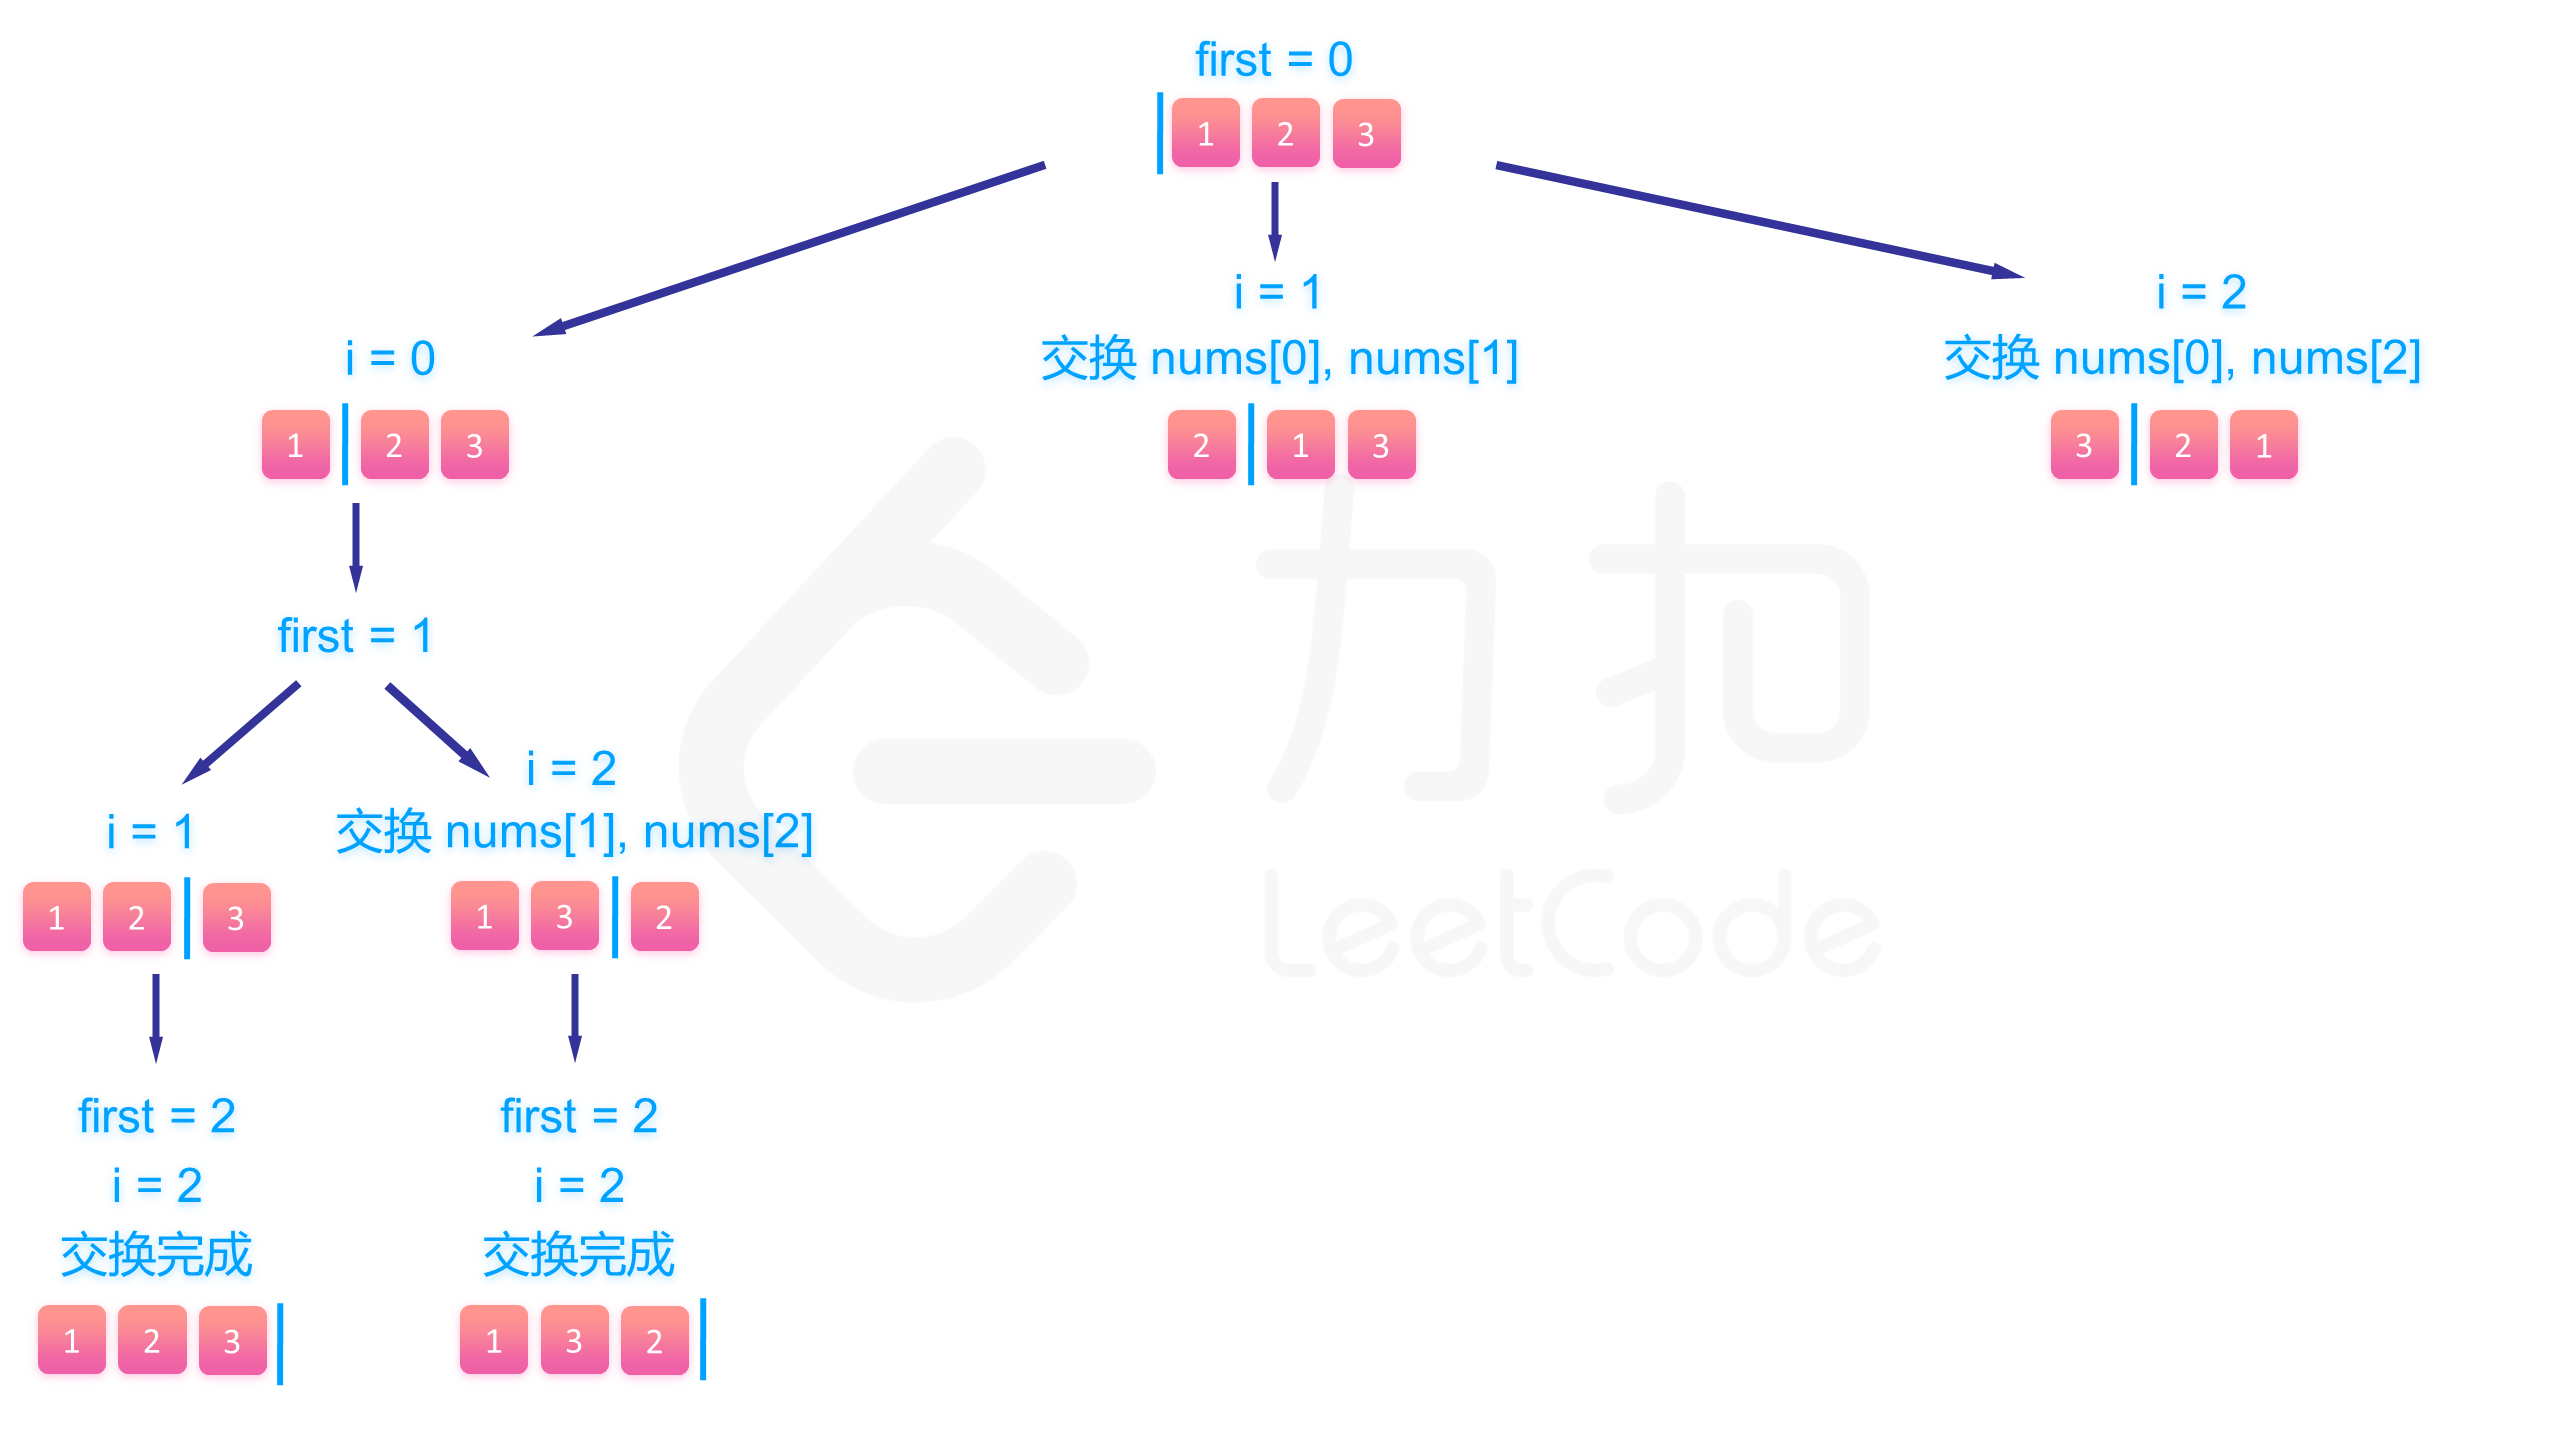 first = 0
1 2 3
i = 0
1 2 3
i = 1
交换 nums[0], nums[1]
2 1 3
i = 2
交换 nums[0], nums[2]
3 2 1
first = 1
i = 1
1 2 3
i = 2
交换 nums[1], nums[2]
1 3 2
first = 2
i = 2
交换完成
1 2 3
first = 2
i = 2
交换完成
1 3 2
力扣
LeetCode